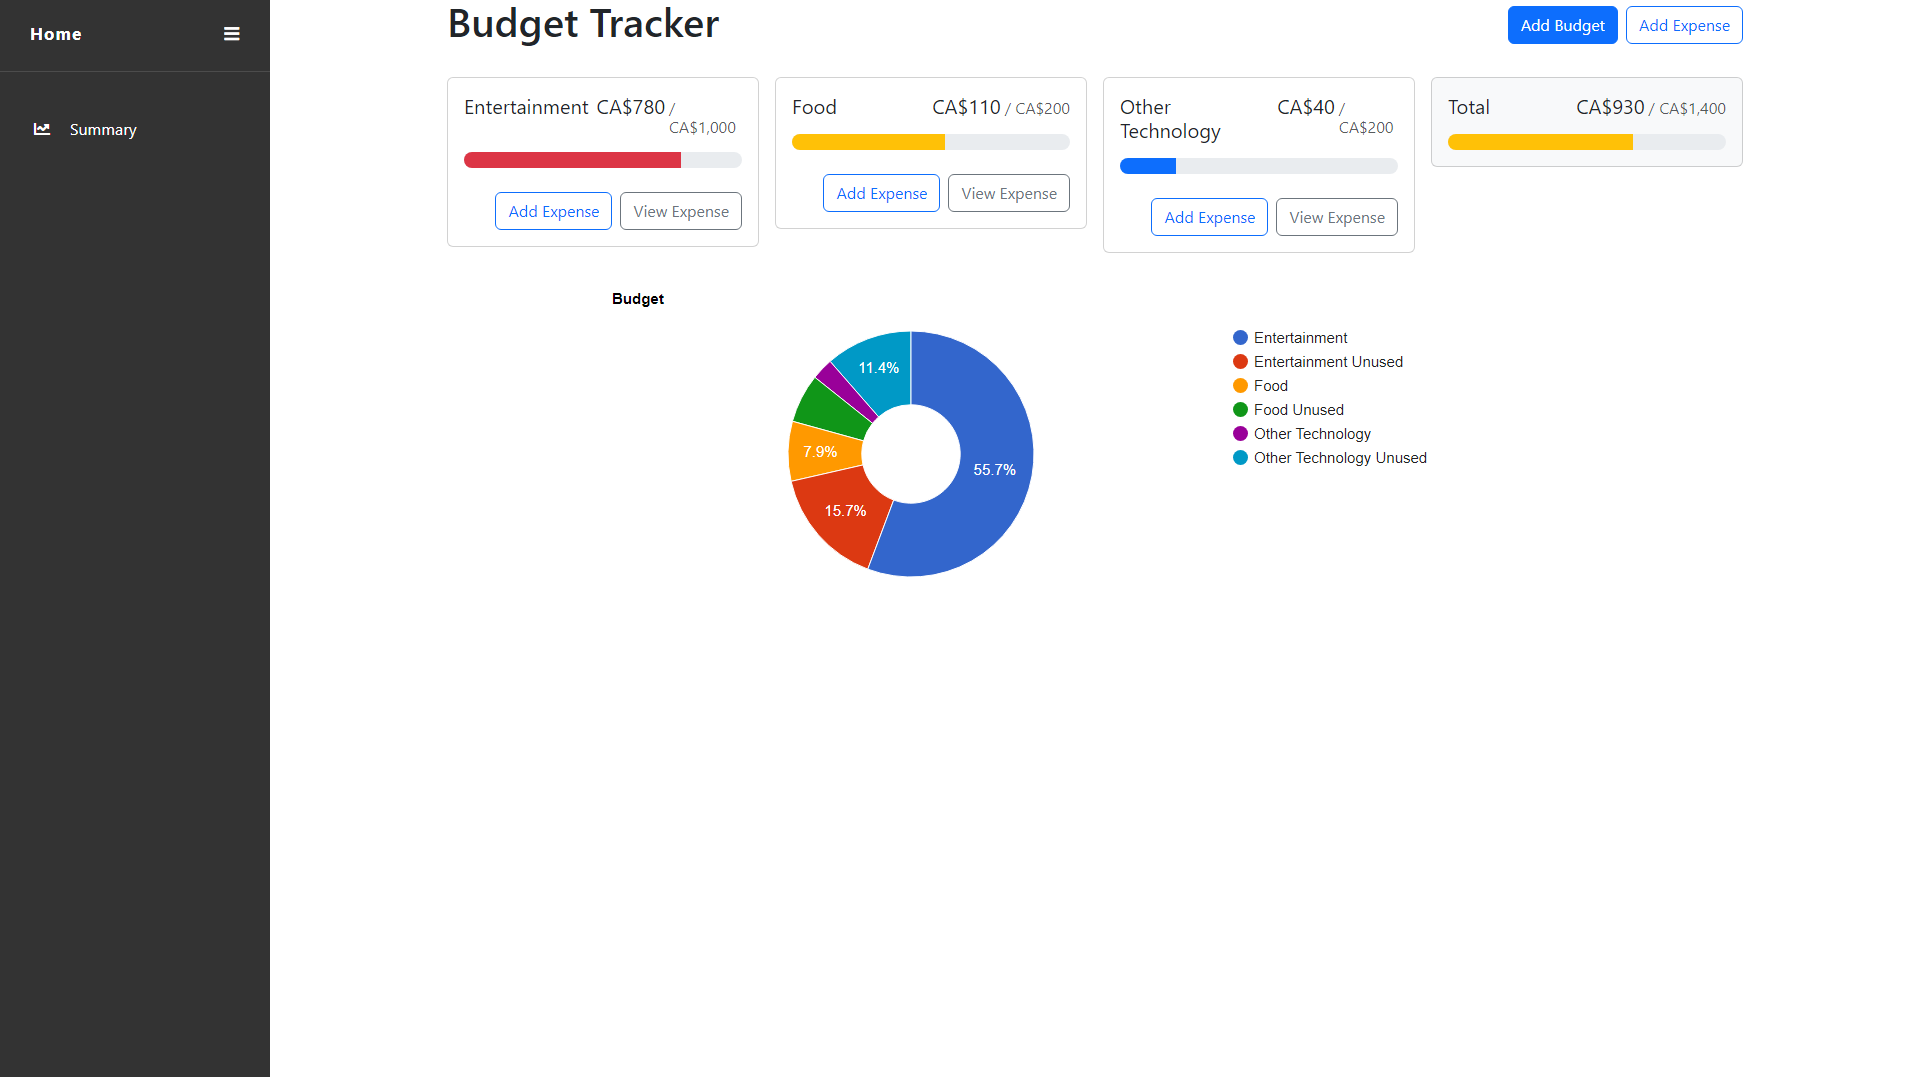 Home
Summary
Budget Tracker
Add Budget
Add Expense
Entertainment CA$780 /
CA$1,000
Add Expense
View Expense
Food CA$110 / CA$200
Add Expense
View Expense
Other
Technology
CA$40 /
CA$200
Add Expense
View Expense
Total CA$930 / CA$1,400
Budget
11.4%
7.9%
15.7%
55.7%
Entertainment
Entertainment Unused
Food
Food Unused
Other Technology
Other Technology Unused